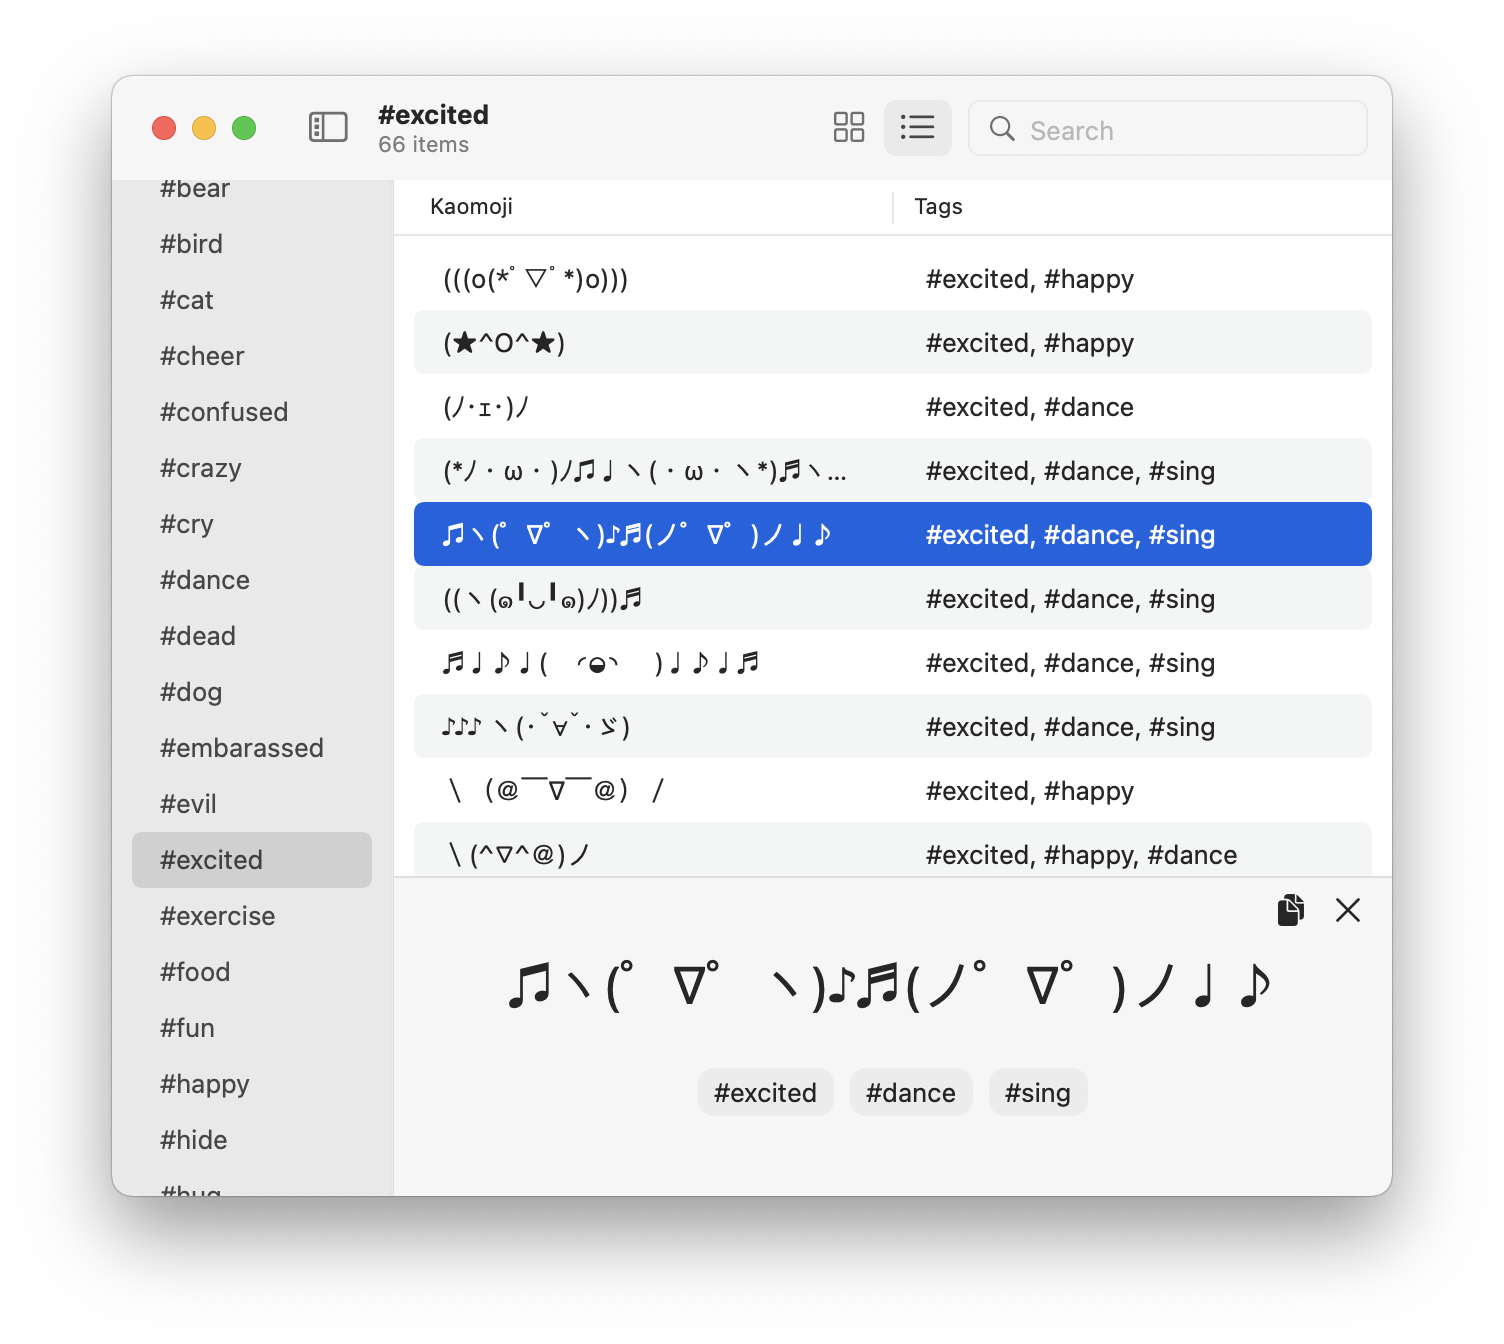 #excited
66 items
Search
#bear
#bird
#cat
#cheer
#confused
#crazy
#cry
#dance
#dead
#dog
#embarassed
#evil
#excited
#exercise
#food
#fun
#happy
#hide
#hug
Kaomoji Tags
(((o(*ﾟ▽ﾟ*)o))) #excited, #happy
(★^O^★) #excited, #happy
(ﾉ･ｪ･)ﾉ #excited, #dance
(*ﾉ・ω・)ﾉ♫♩ヽ(・ω・ヽ*)♬ヽ… #excited, #dance, #sing
♫ヽ(ﾟ∇ﾟヽ)♪♬(ノﾟ∇ﾟ)ノ♩♪ #excited, #dance, #sing
((ヽ(๑╹◡╹๑)ﾉ))♬ #excited, #dance, #sing
♬♩♪♩(　◜◒◝　)♩♪♩♬ #excited, #dance, #sing
♪♪♪ ヽ(･ˇ∀ˇ･ゞ) #excited, #dance, #sing
\　(@￣∇￣@)　/ #excited, #happy
\(^∇^@)ノ #excited, #happy, #dance
♫ヽ(ﾟ∇ﾟヽ)♪♬(ノﾟ∇ﾟ)ノ♩♪
#excited #dance #sing